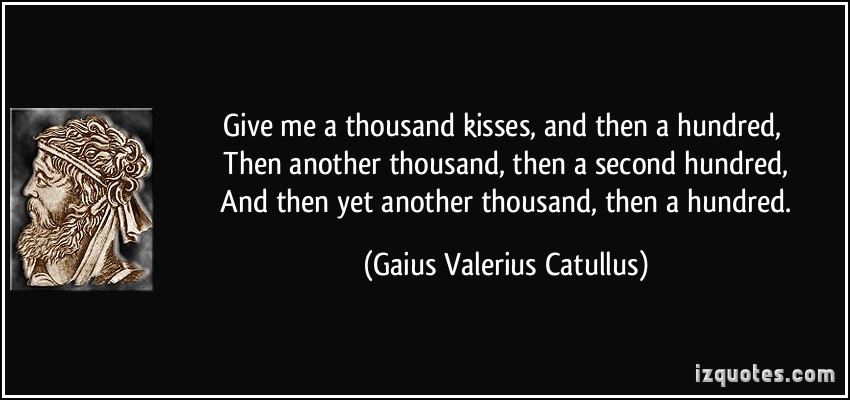 Give me a thousand kisses, and then a hundred,
Then another thousand, then a second hundred,
And then yet another thousand, then a hundred.
(Gaius Valerius Catullus)
izquotes.com